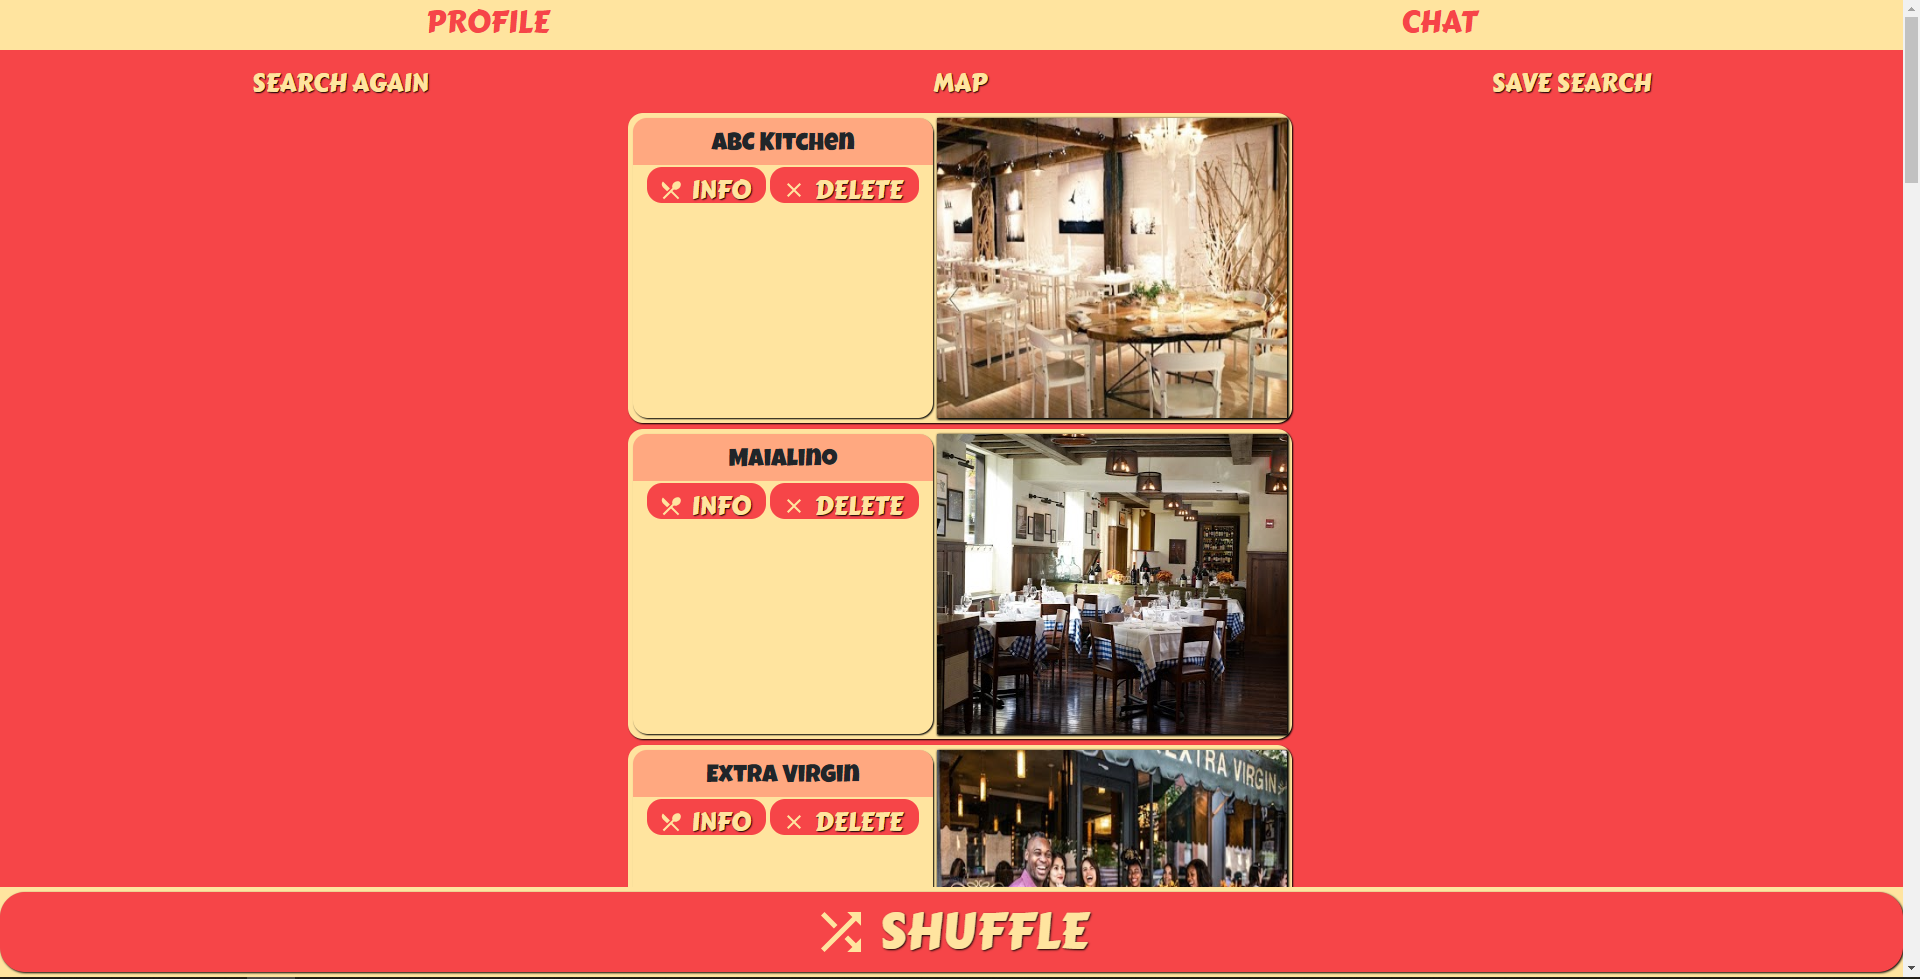 PROFILE CHAT
SEARCH AGAIN MAP SAVE SEARCH
ABC Kitchen
INFO DELETE
Maialino
INFO DELETE
Extra Virgin
INFO DELETE
EXTRA VIRGIN
SHUFFLE